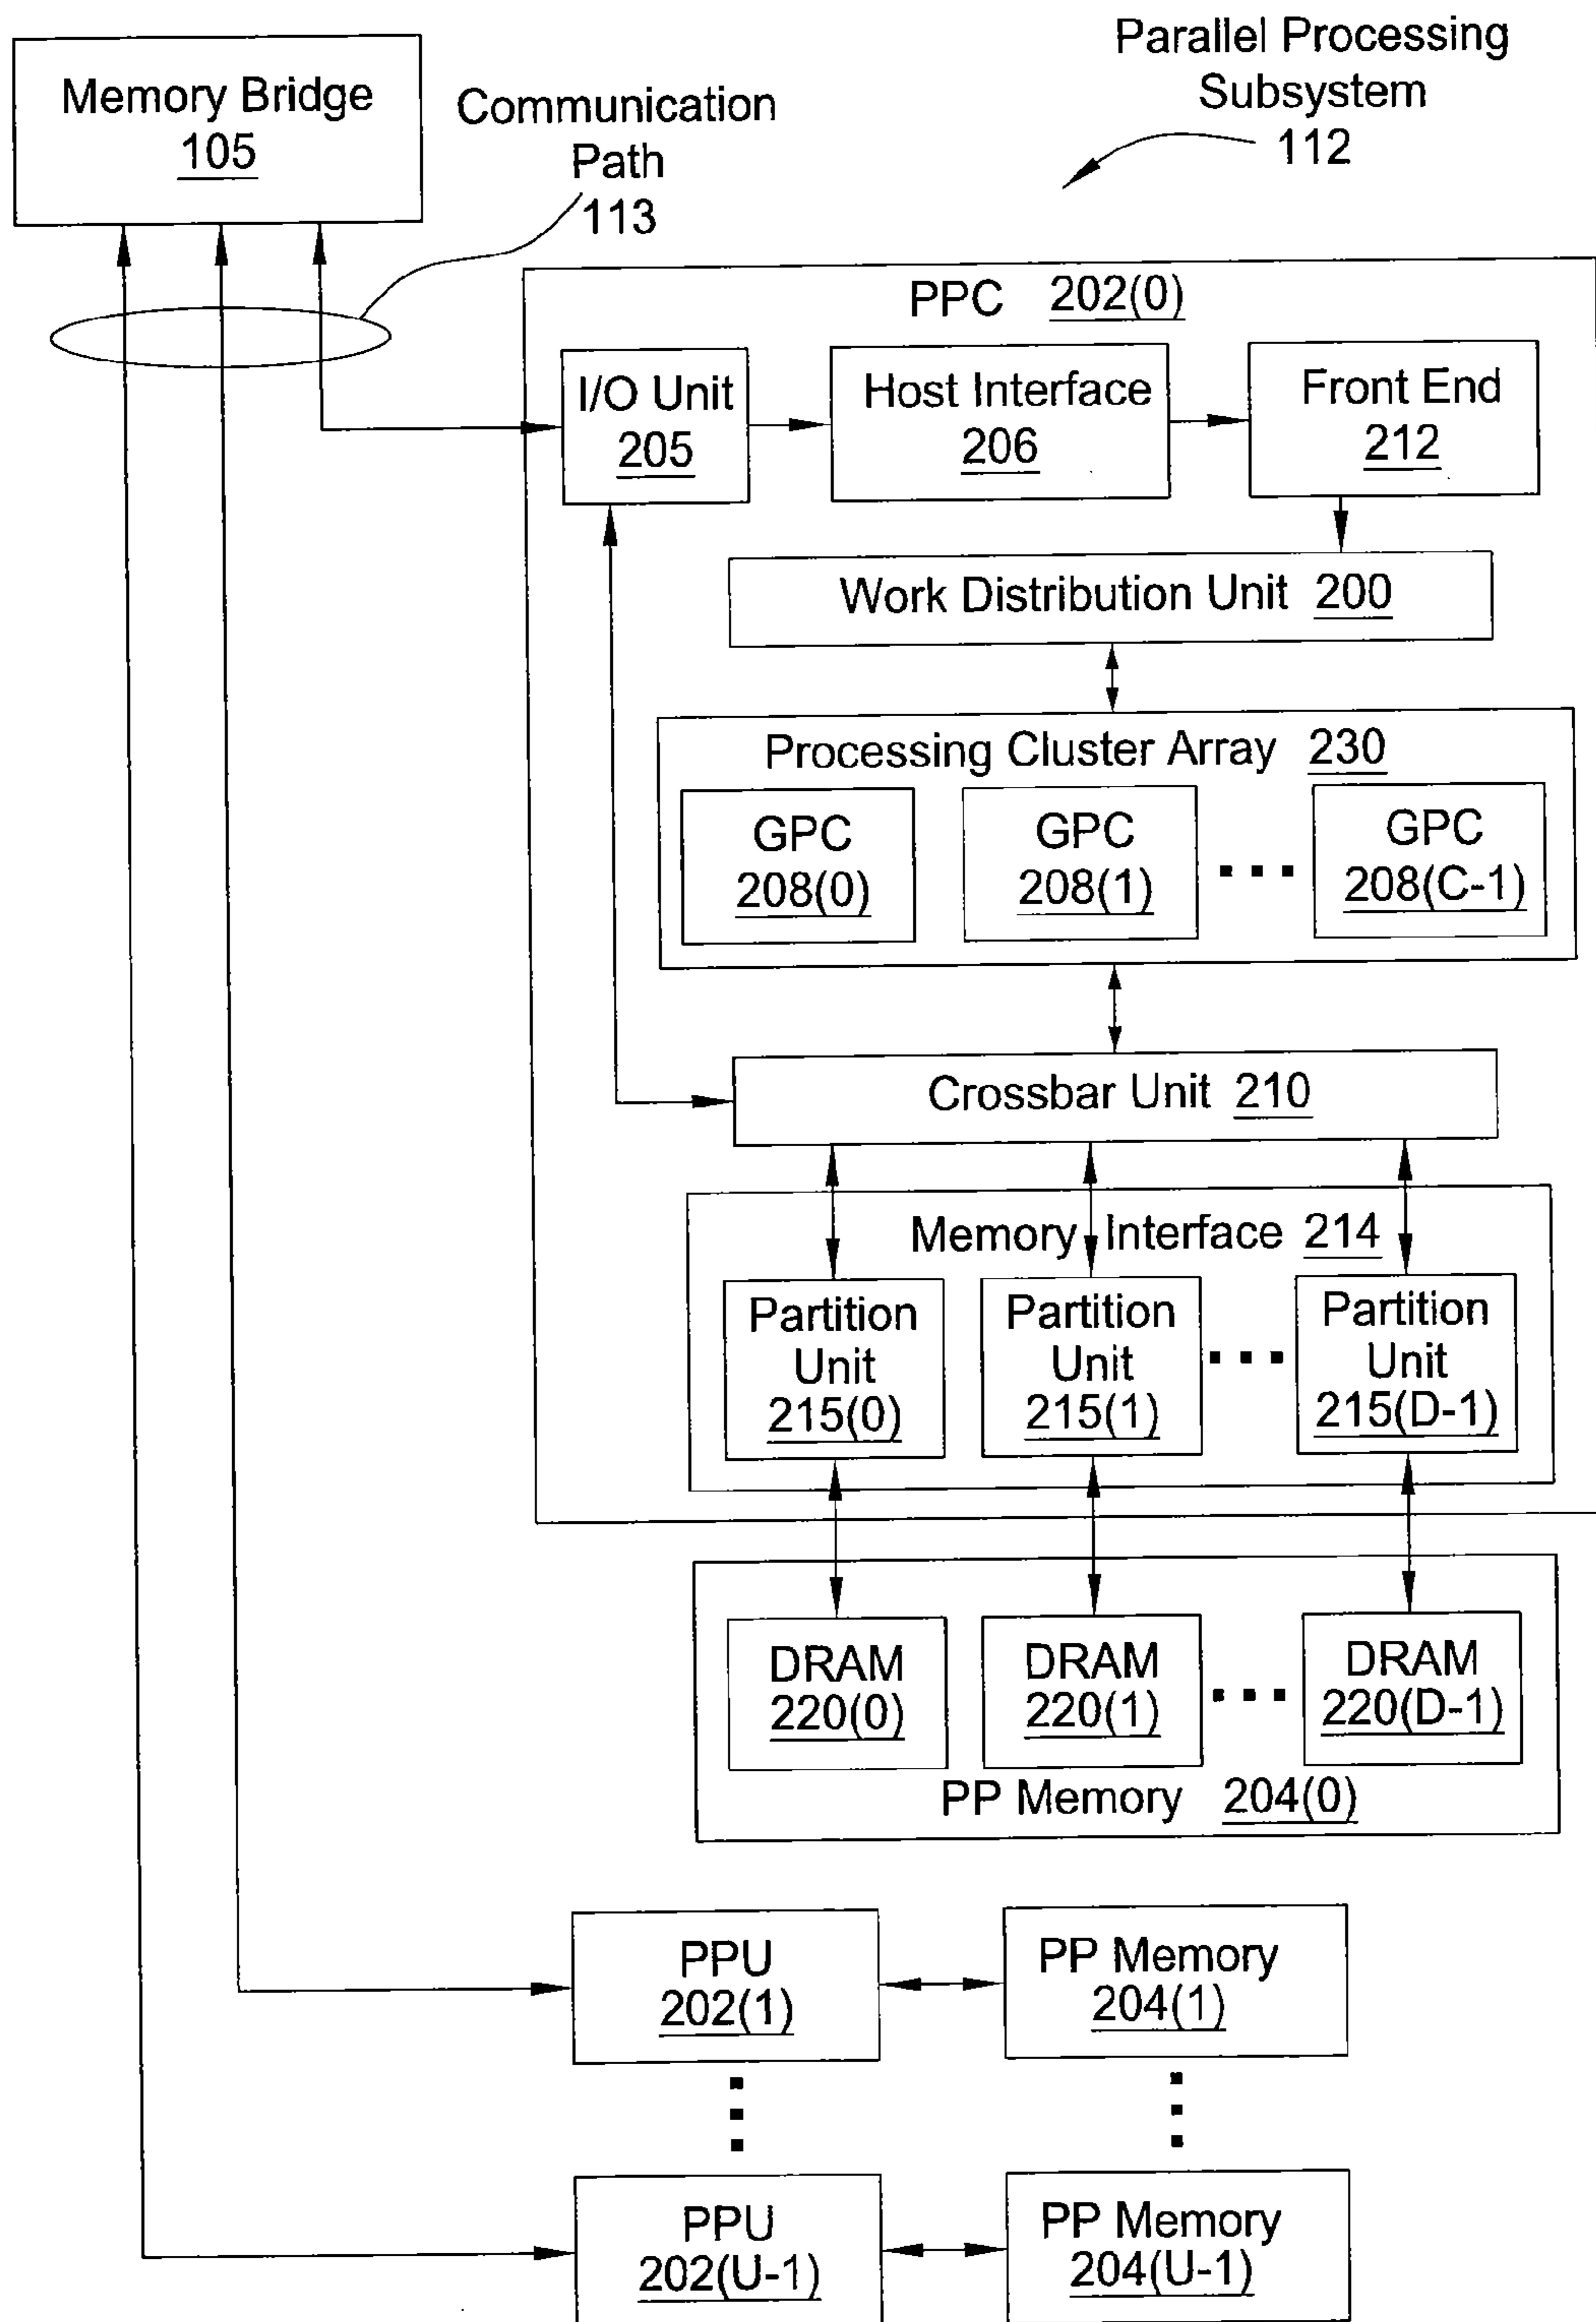 Parallel Processing
Subsystem
112
Memory Bridge
105
Communication
Path
113
PPC 202(0)
I/O Unit
205
Host Interface
206
Front End
212
Work Distribution Unit 200
Processing Cluster Array 230
GPC
208(0)
GPC
208(1)
GPC
208(C-1)
Crossbar Unit 210
Memory Interface 214
Partition
Unit
215(0)
Partition
Unit
215(1)
Partition
Unit
215(D-1)
DRAM
220(0)
DRAM
220(1)
DRAM
220(D-1)
PP Memory 204(0)
PPU
202(1)
PP Memory
204(1)
PPU
202(U-1)
PP Memory
204(U-1)